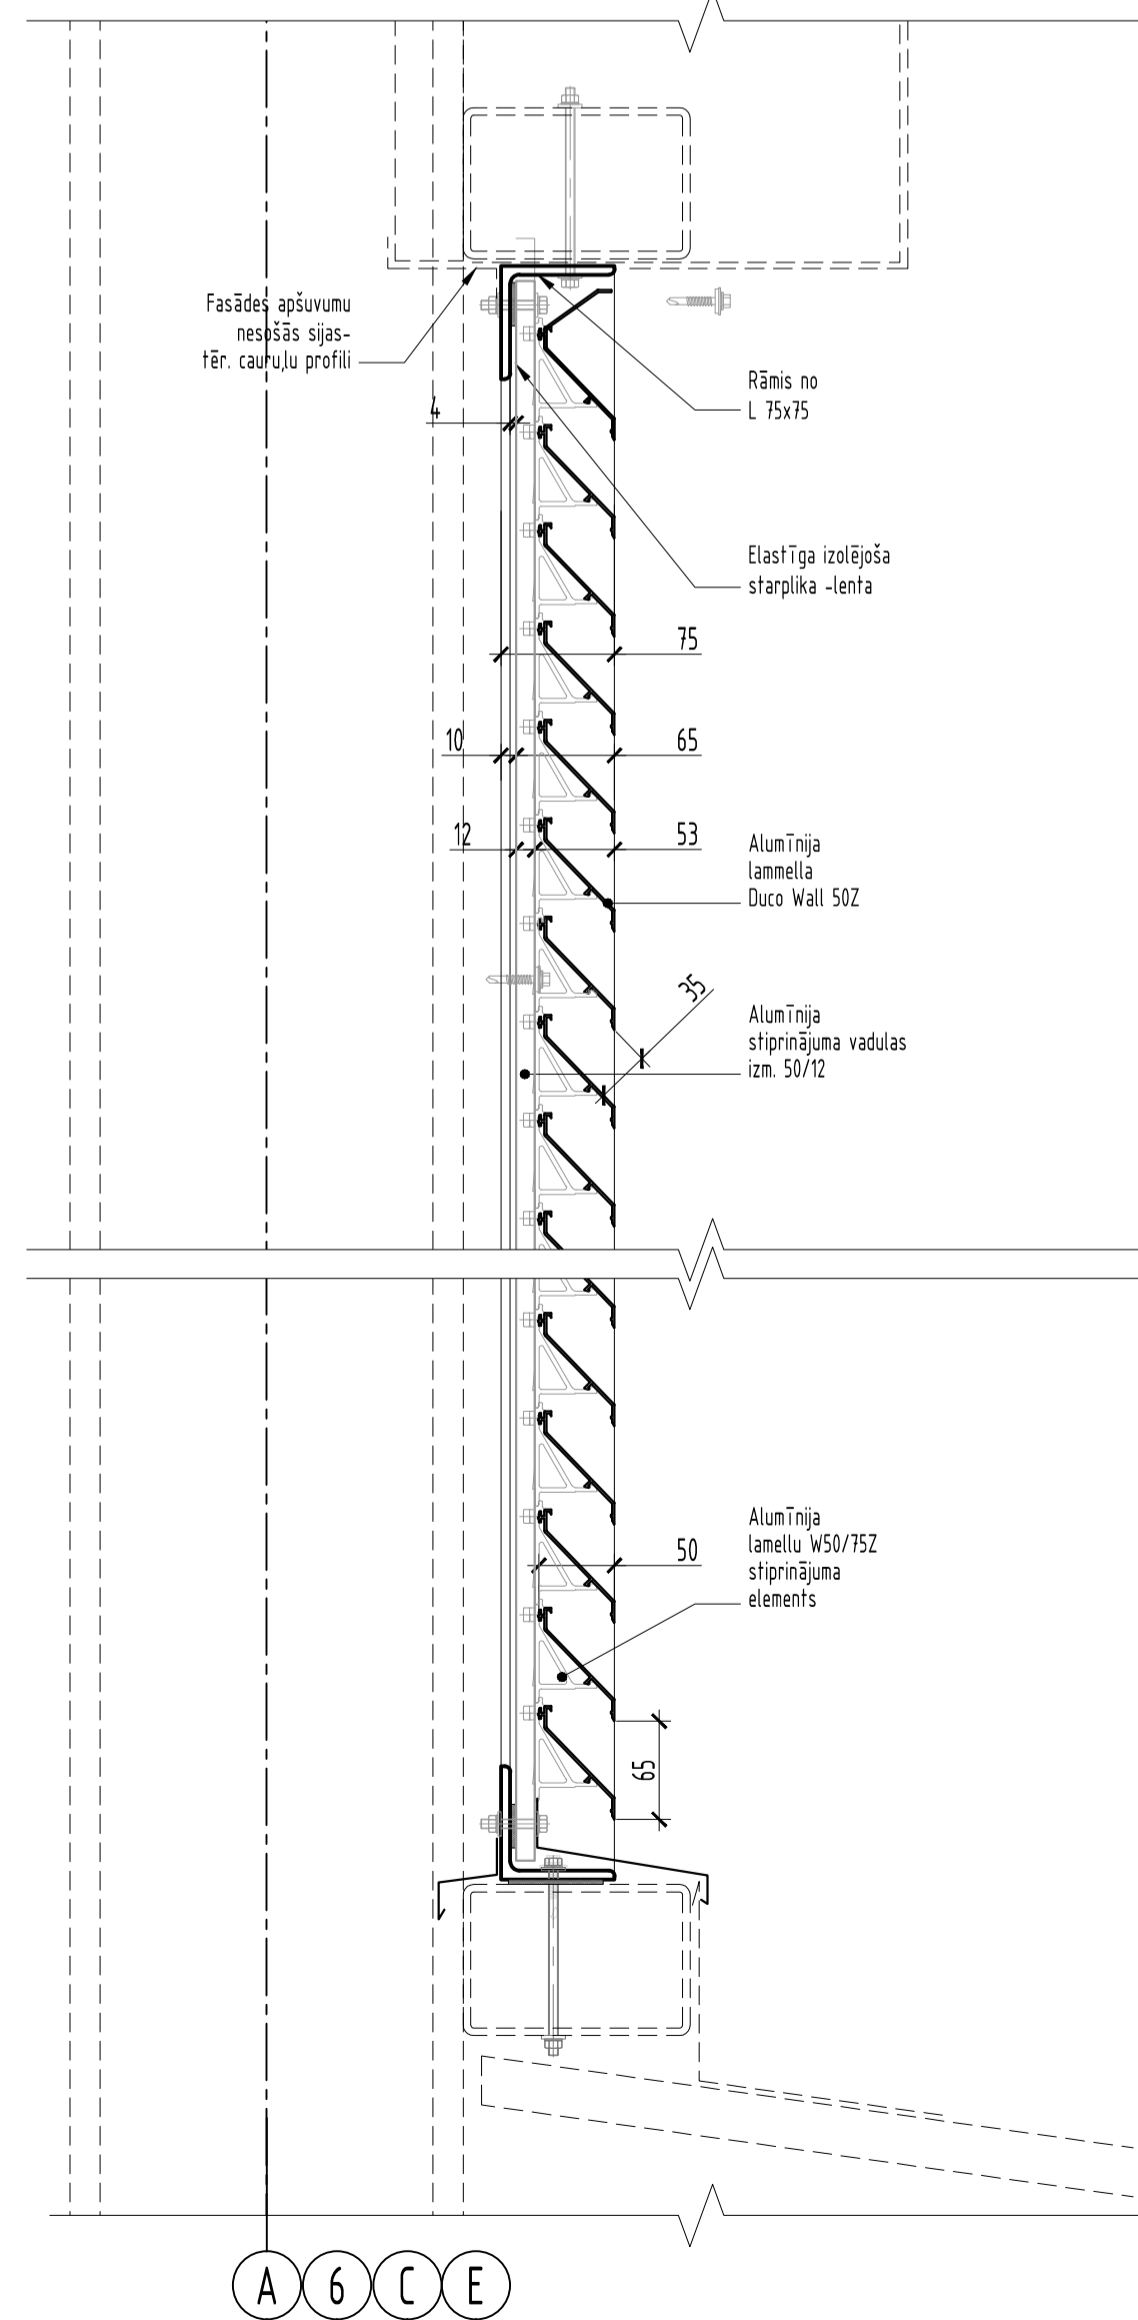 Fasādes apšuvumu
nesošās sijas-
tēr. cauruļu profili
Rāmis no
L 75x75
4
Elastīga izolējoša
starplika -lenta
75
10
65
12
53
Alumīnija
lammella
Duco Wall 50Z
35
Alumīnija
stiprinājuma vadulas
izm. 50/12
Alumīnija
lamellu W50/75Z
stiprinājuma
elements
50
65
A 6 C E